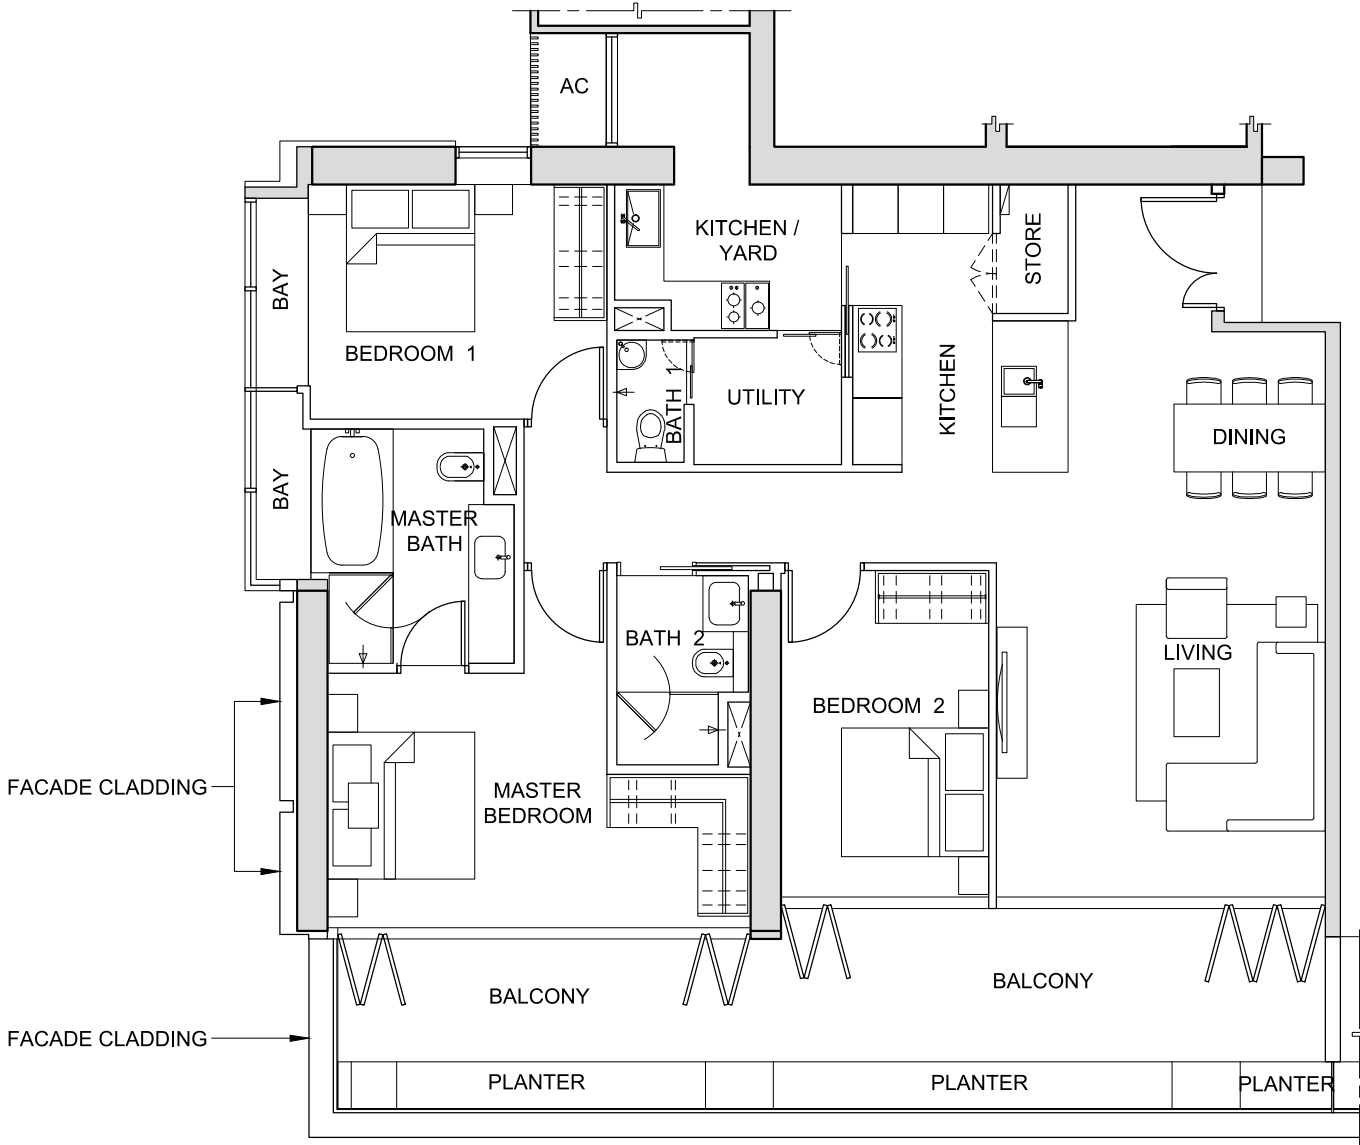 AC
KITCHEN /
YARD
STORE
BAY
BEDROOM 1
KITCHEN
UTILITY
BATH 1
DINING
BAY
MASTER
BATH
BATH 2
LIVING
BEDROOM 2
FACADE CLADDING
MASTER
BEDROOM
BALCONY
BALCONY
FACADE CLADDING
PLANTER
PLANTER
PLANTER